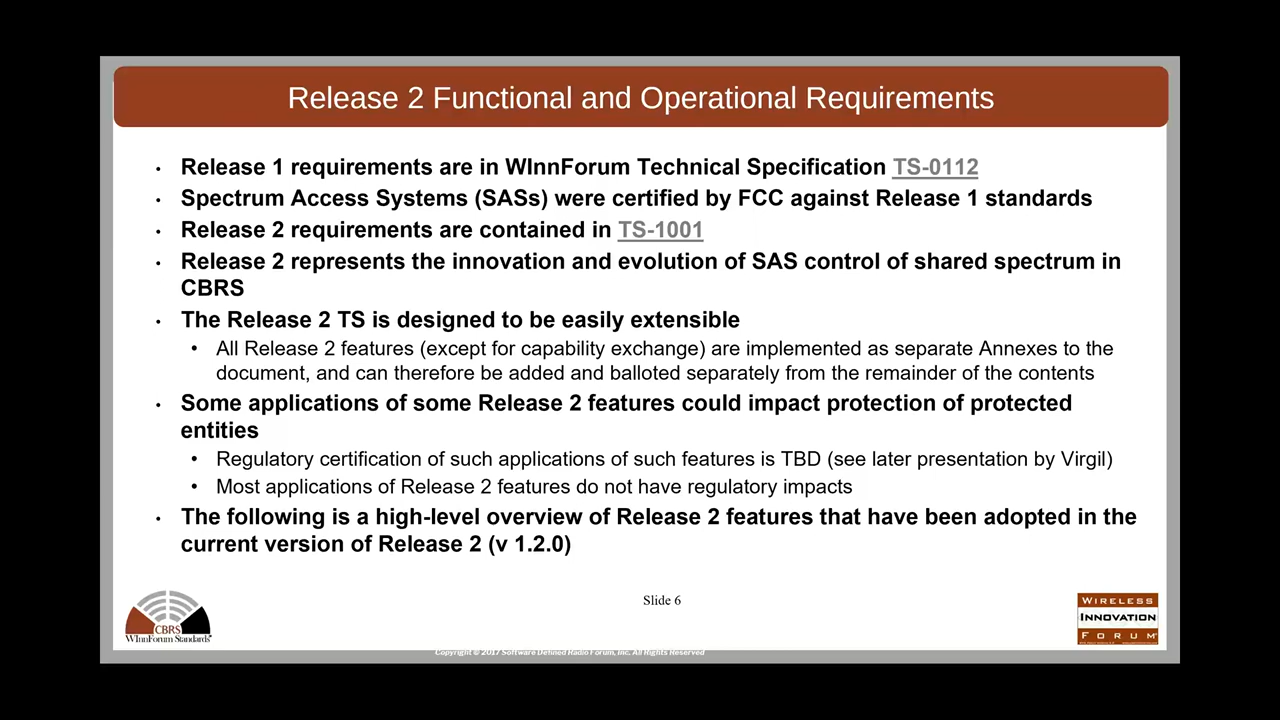 Release 2 Functional and Operational Requirements
• Release 1 requirements are in WInnForum Technical Specification TS-0112
• Spectrum Access Systems (SASs) were certified by FCC against Release 1 standards
• Release 2 requirements are contained in TS-1001
• Release 2 represents the innovation and evolution of SAS control of shared spectrum in
CBRS
• The Release 2 TS is designed to be easily extensible
• All Release 2 features (except for capability exchange) are implemented as separate Annexes to the
document, and can therefore be added and balloted separately from the remainder of the contents
• Some applications of some Release 2 features could impact protection of protected
entities
• Regulatory certification of such applications of such features is TBD (see later presentation by Virgil)
• Most applications of Release 2 features do not have regulatory impacts
• The following is a high-level overview of Release 2 features that have been adopted in the
current version of Release 2 (v 1.2.0)
Slide 6
CBRS
WInnForum Standards
WIRELESS
INNOVATION
FORUM
Copyright © 2017 Software Defined Radio Forum, Inc. All Rights Reserved